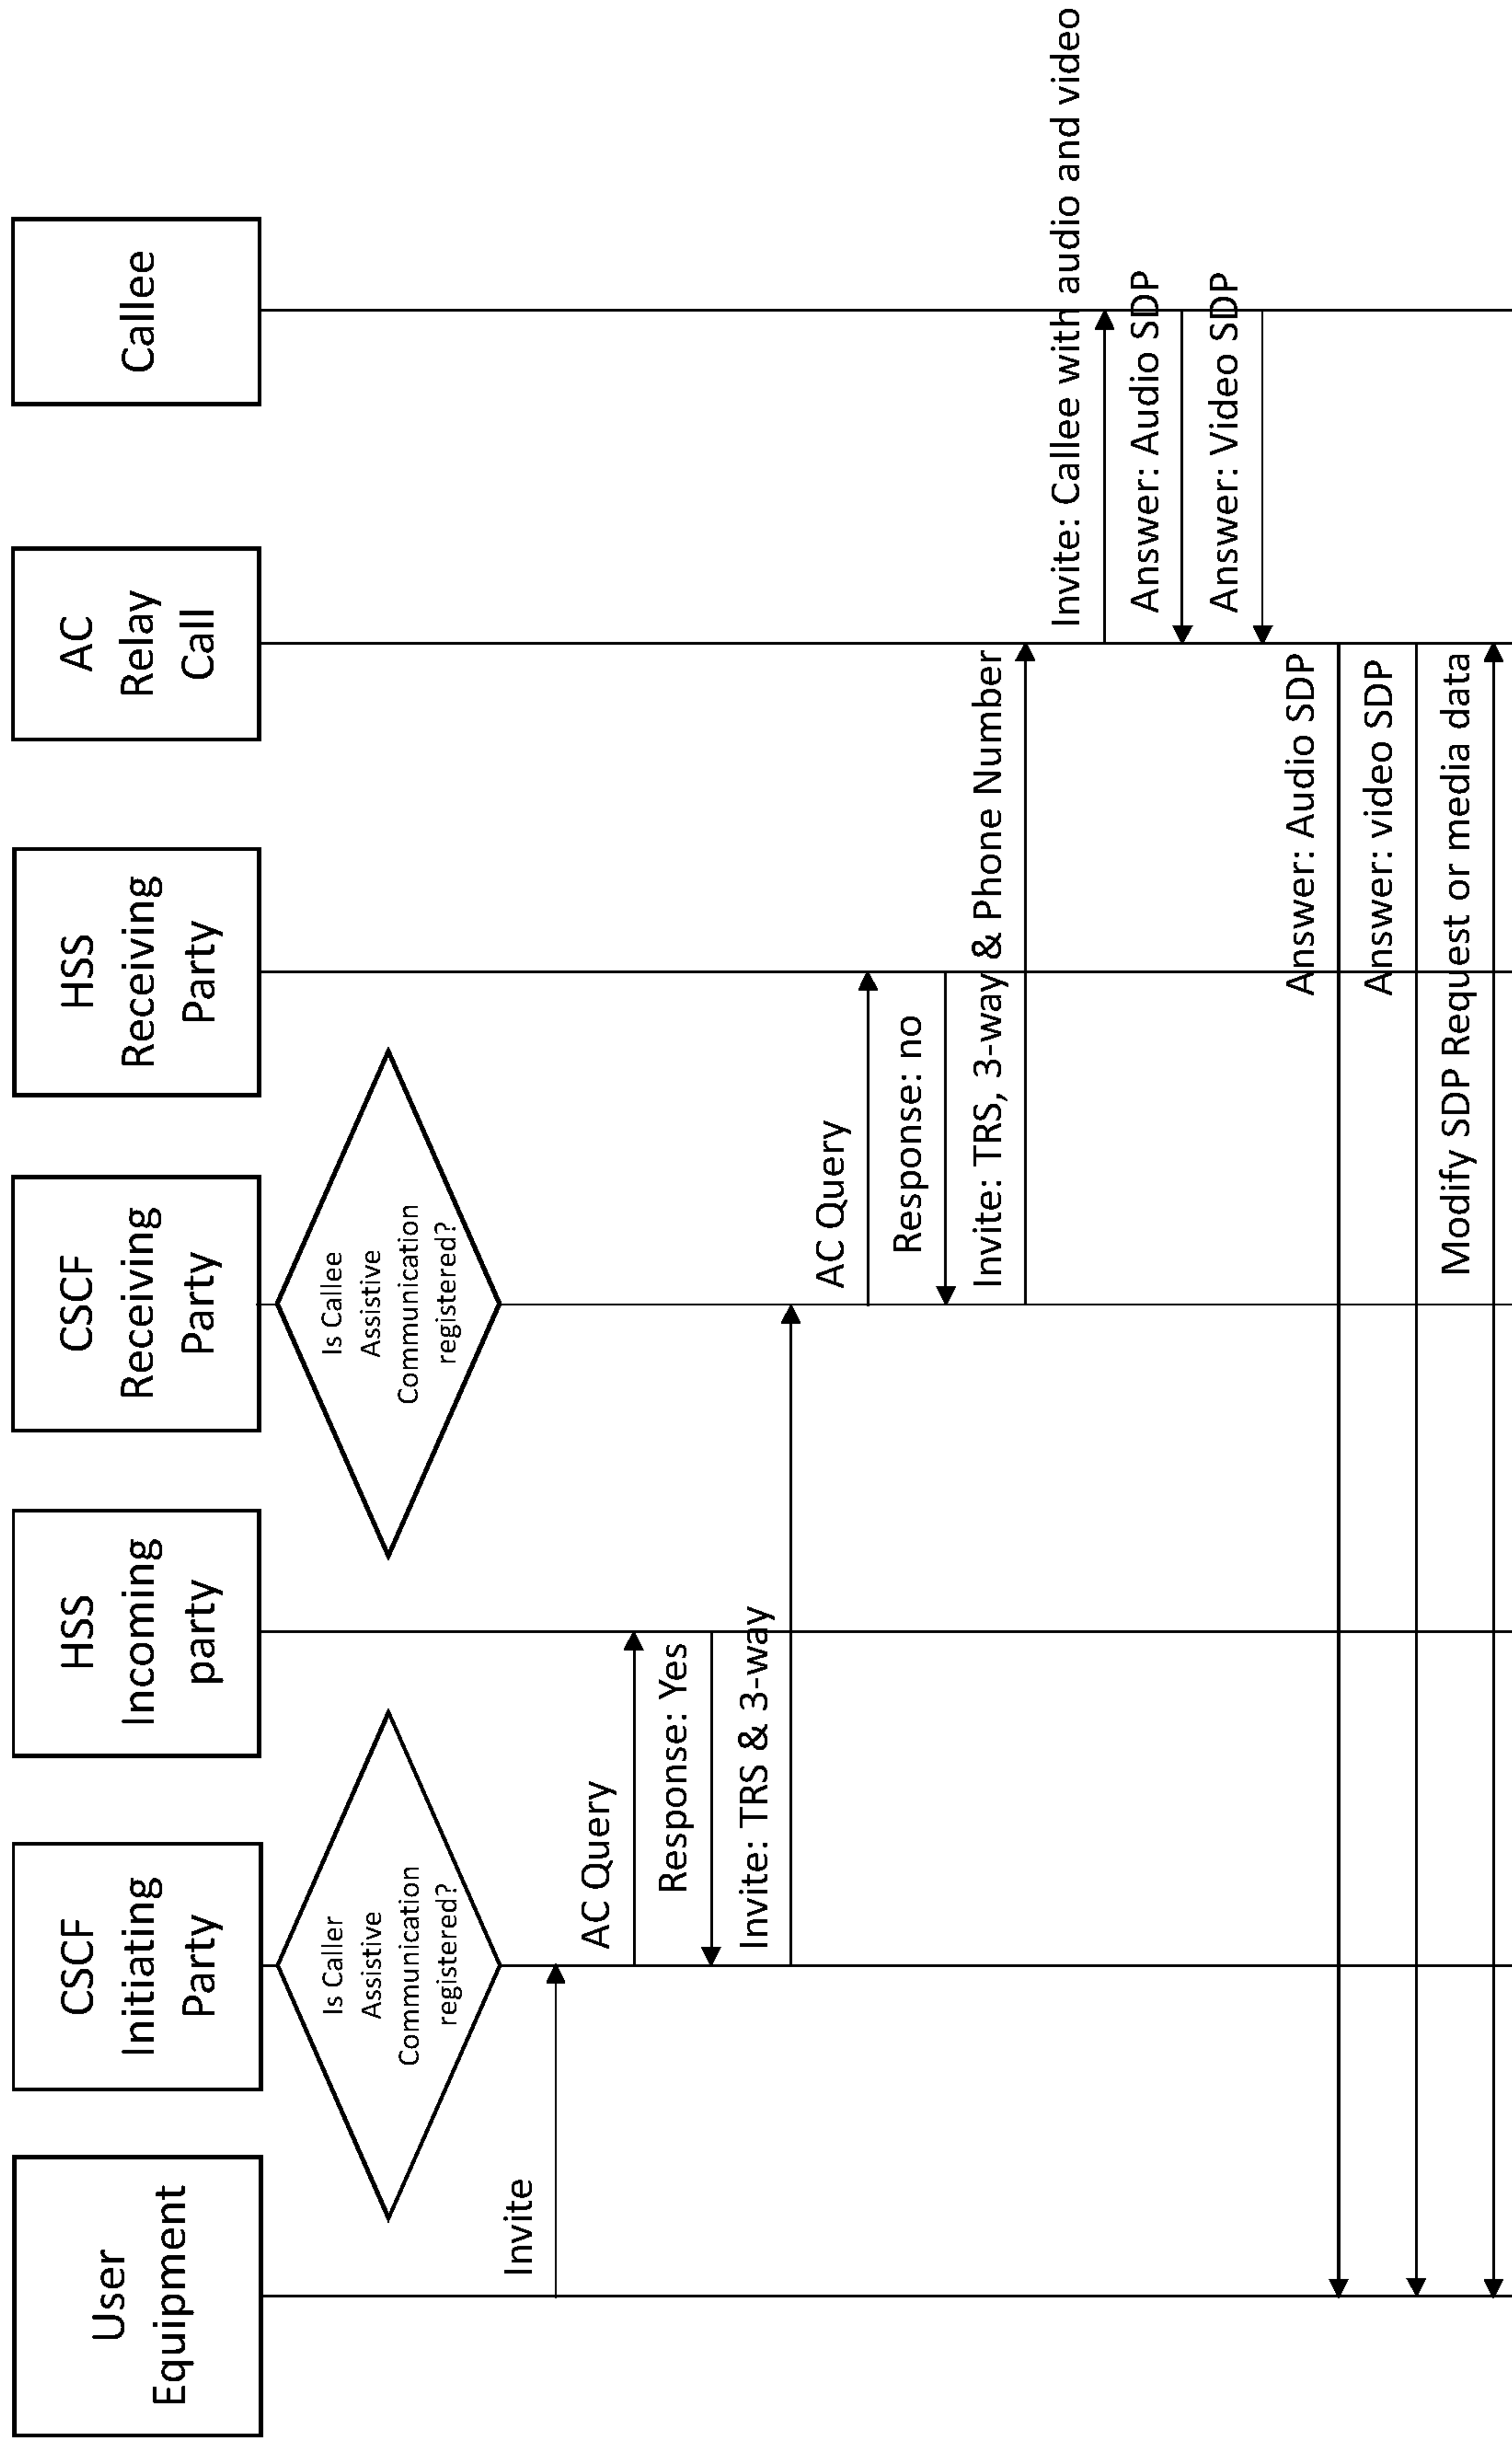 User
Equipment
CSCF
Initiating
Party
HSS
Incoming
party
CSCF
Receiving
Party
HSS
Receiving
Party
AC
Relay
Call
Callee
Is Caller
Assistive
Communication
registered?
Is Callee
Assistive
Communication
registered?
Invite
AC Query
Response: Yes
Invite: TRS & 3-way
AC Query
Response: no
Invite: TRS, 3-way & Phone Number
Invite: Callee with audio and video
Answer: Audio SDP
Answer: Video SDP
Answer: Audio SDP
Answer: video SDP
Modify SDP Request or media data